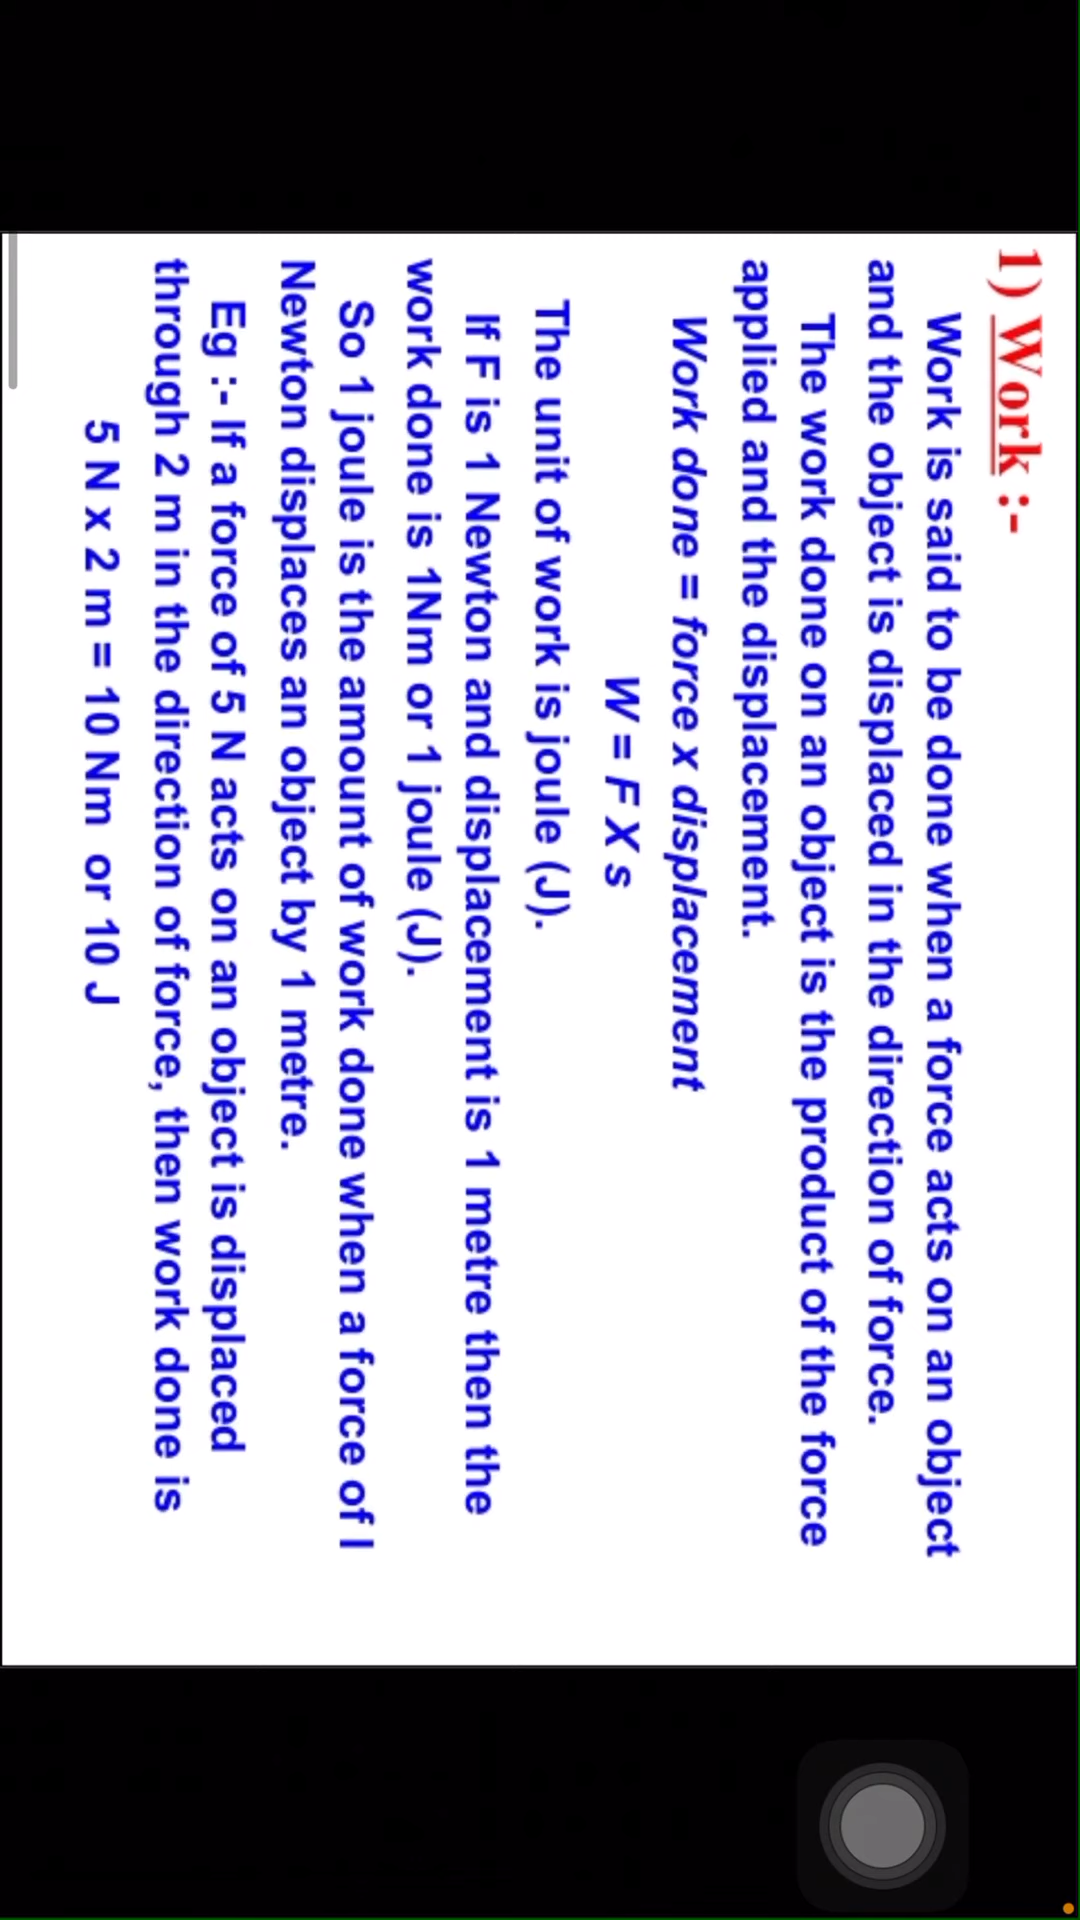 1) Work :-
Work is said to be done when a force acts on an object
and the object is displaced in the direction of force.
The work done on an object is the product of the force
applied and the displacement.
Work done = force x displacement
W = F X s
The unit of work is joule (J).
If F is 1 Newton and displacement is 1 metre then the
work done is 1Nm or 1 joule (J).
So 1 joule is the amount of work done when a force of I
Newton displaces an object by 1 metre.
Eg :- If a force of 5 N acts on an object is displaced
through 2 m in the direction of force, then work done is
5 N x 2 m = 10 Nm or 10 J